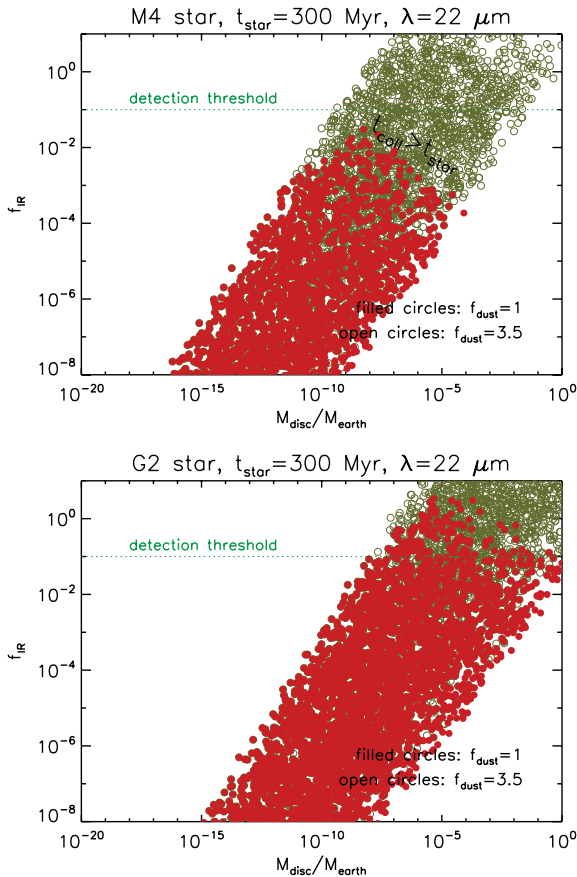 M4 star, t_star=300 Myr, λ=22 μm
10^0
detection threshold
10^-2
t_coll > t_star
f_IR
10^-4
10^-6
filled circles: f_dust=1
open circles: f_dust=3.5
10^-8
10^-20 10^-15 10^-10 10^-5 10^0
M_disc/M_earth
G2 star, t_star=300 Myr, λ=22 μm
10^0
detection threshold
10^-2
f_IR
10^-4
10^-6
filled circles: f_dust=1
open circles: f_dust=3.5
10^-8
10^-20 10^-15 10^-10 10^-5 10^0
M_disc/M_earth